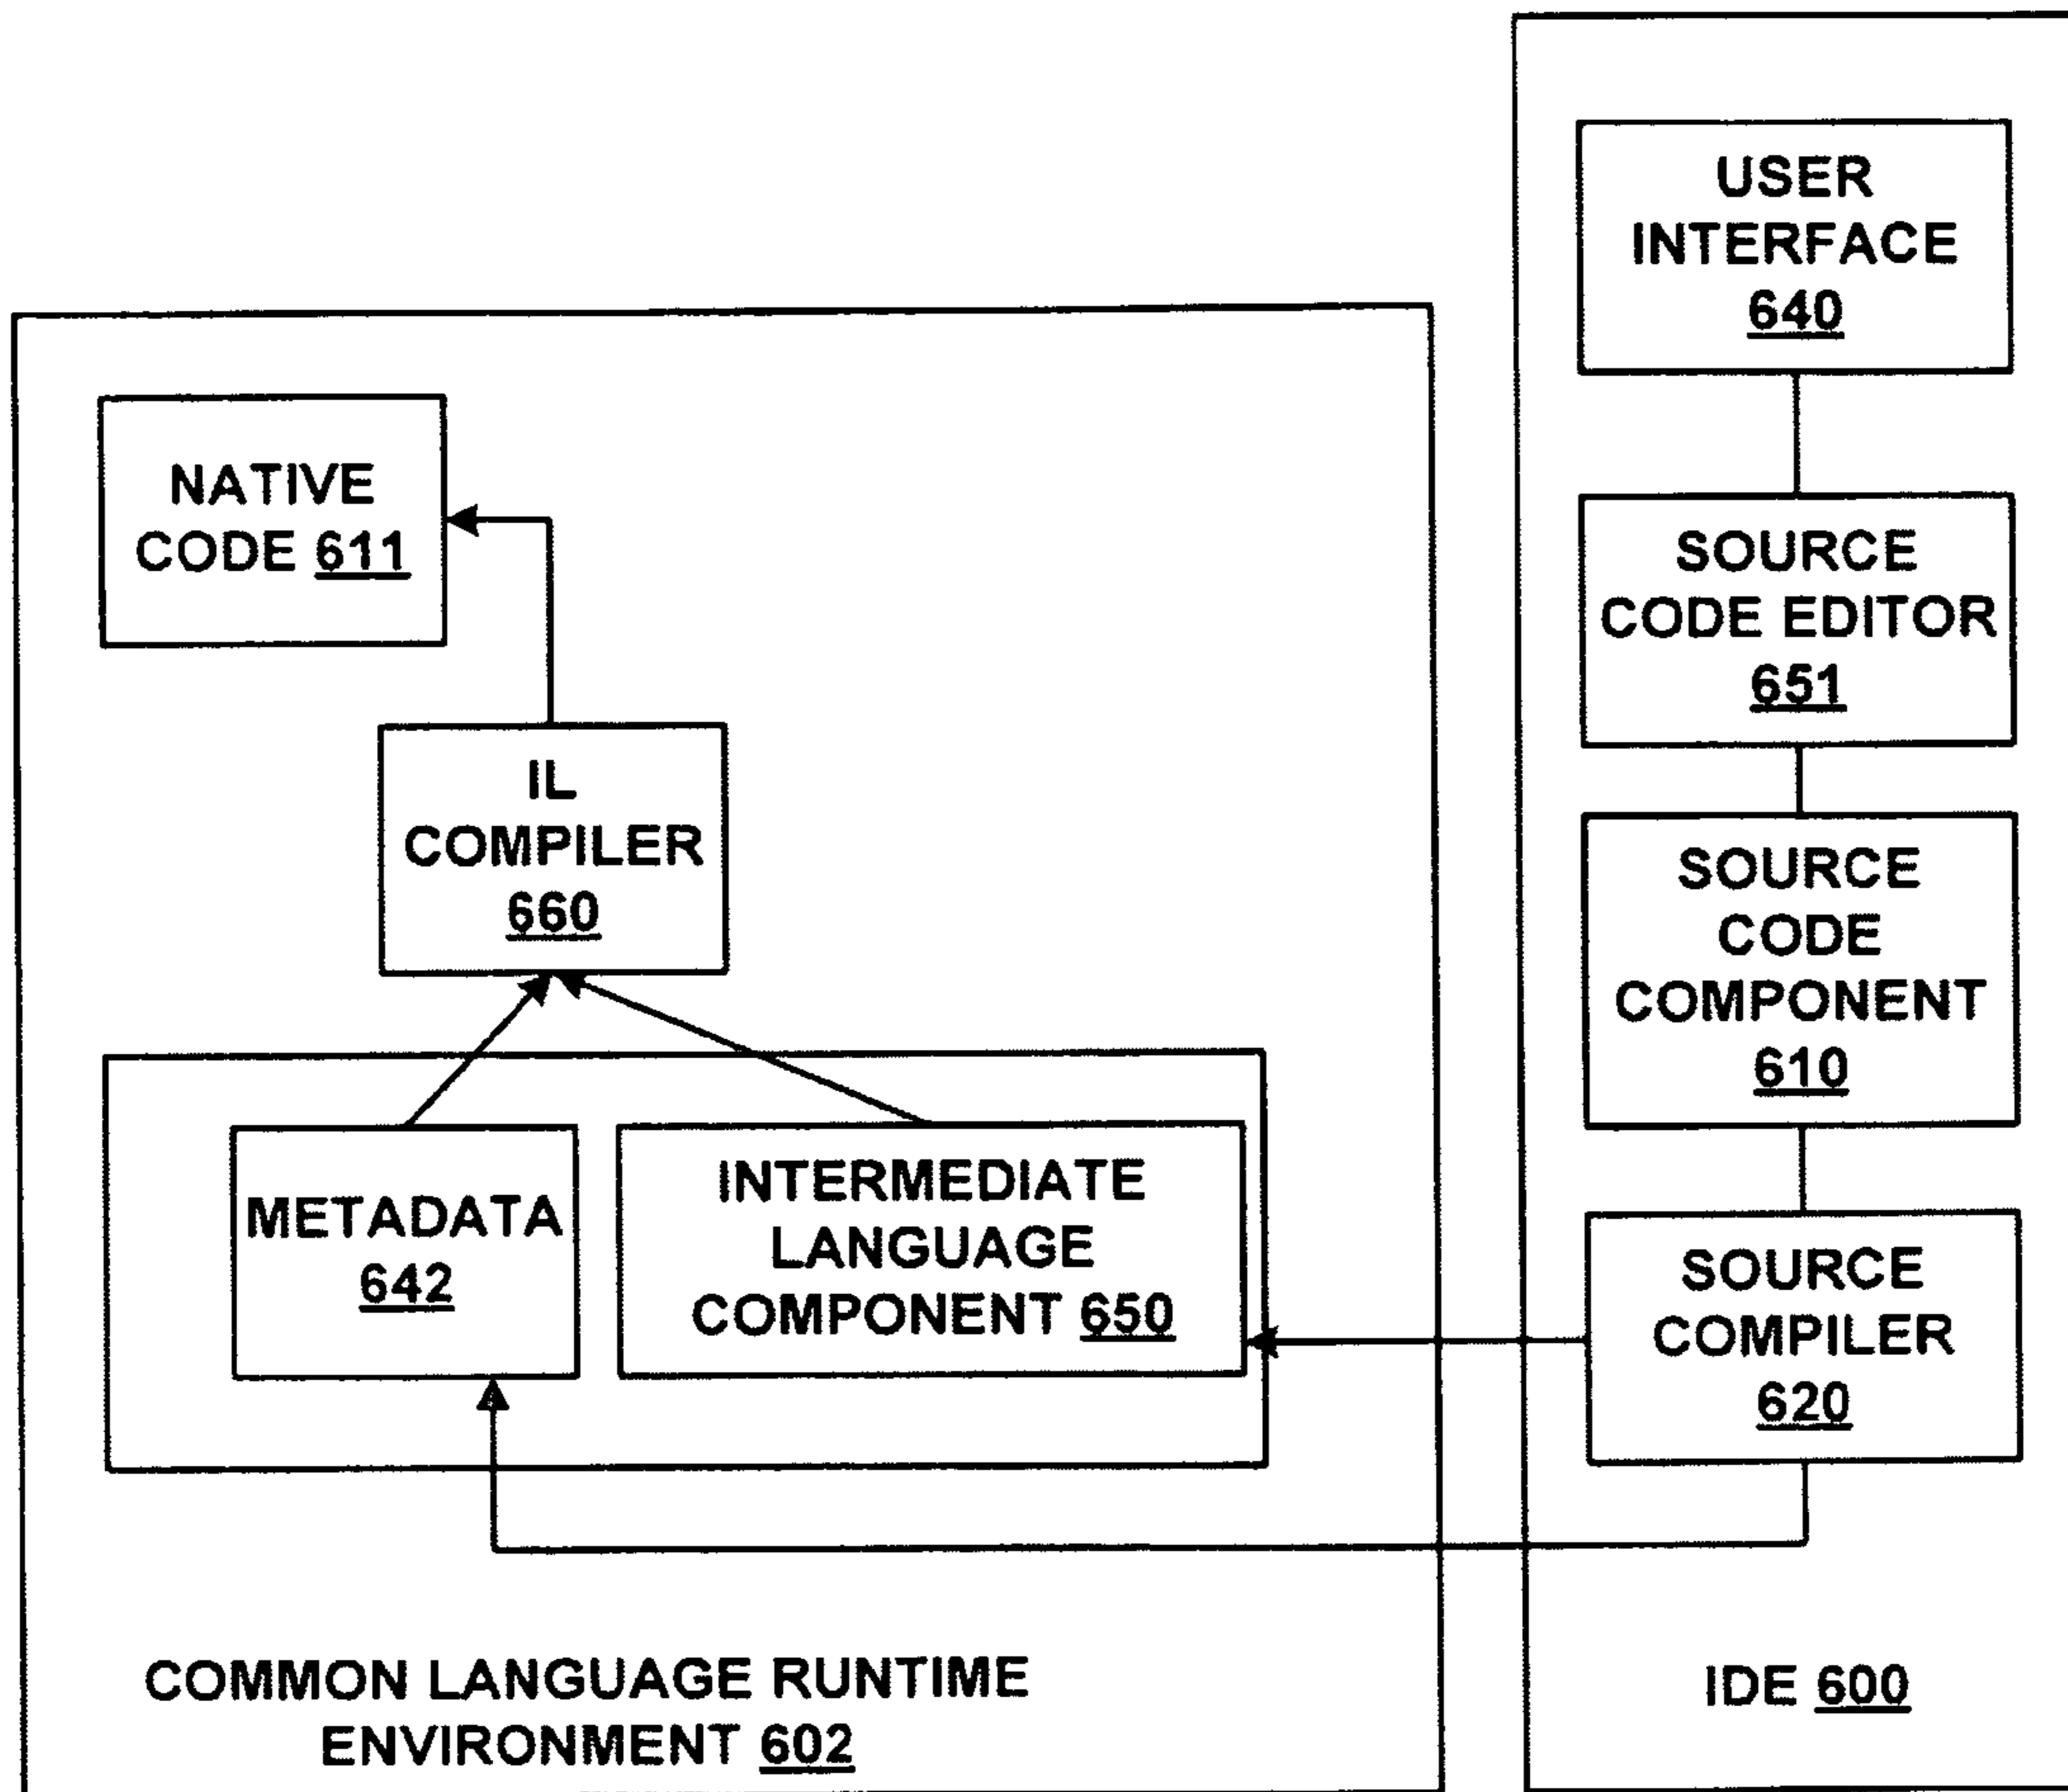 USER
INTERFACE
640
NATIVE
CODE 611
SOURCE
CODE EDITOR
651
IL
COMPILER
660
SOURCE
CODE
COMPONENT
610
METADATA
642
INTERMEDIATE
LANGUAGE
COMPONENT 650
SOURCE
COMPILER
620
COMMON LANGUAGE RUNTIME
ENVIRONMENT 602
IDE 600